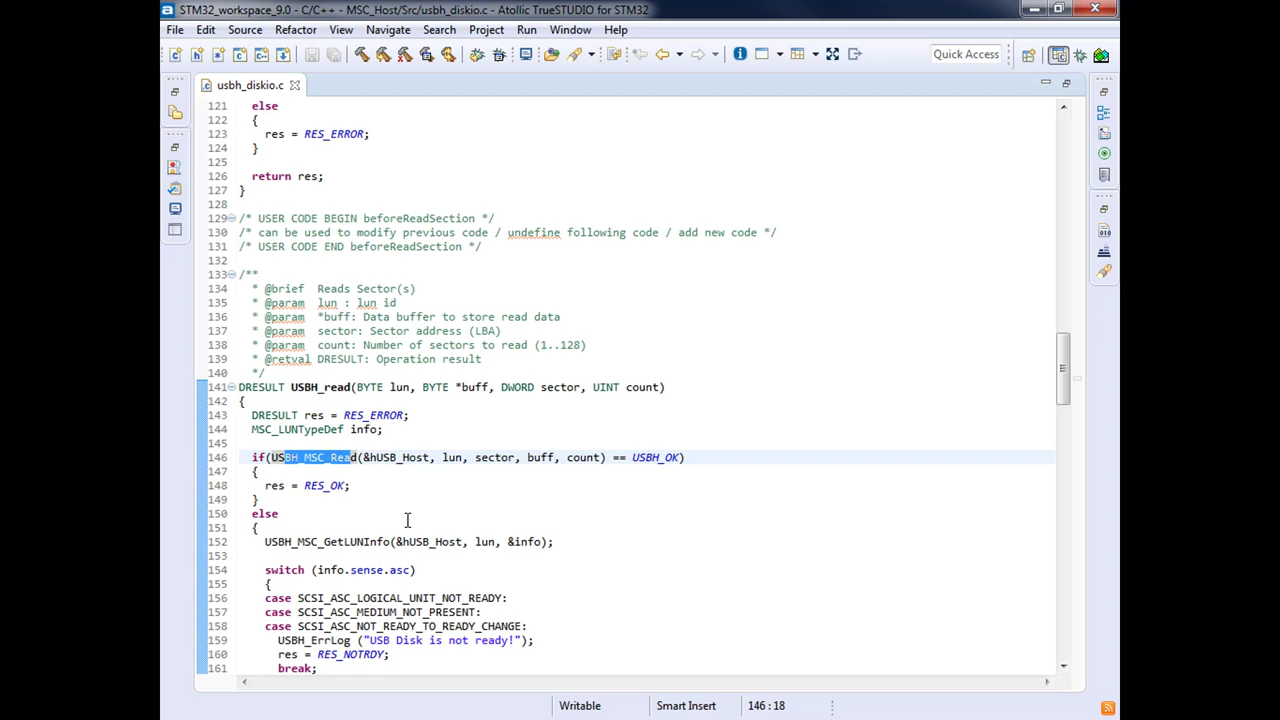 STM32_workspace_9.0 - C/C++ - MSC_Host/Src/usbh_diskio.c - Atollic TrueSTUDIO for STM32
File Edit Source Refactor View Navigate Search Project Run Window Help
Quick Access
usbh_diskio.c
121 else
122 {
123 res = RES_ERROR;
124 }
125
126 return res;
127 }
128
129 /* USER CODE BEGIN beforeReadSection */
130 /* can be used to modify previous code / undefine following code / add new code */
131 /* USER CODE END beforeReadSection */
132
133 /**
134 * @brief Reads Sector(s)
135 * @param lun : lun id
136 * @param *buff: Data buffer to store read data
137 * @param sector: Sector address (LBA)
138 * @param count: Number of sectors to read (1..128)
139 * @retval DRESULT: Operation result
140 */
141 DRESULT USBH_read(BYTE lun, BYTE *buff, DWORD sector, UINT count)
142 {
143 DRESULT res = RES_ERROR;
144 MSC_LUNTypeDef info;
145
146 if(USBH_MSC_Read(&hUSB_Host, lun, sector, buff, count) == USBH_OK)
147 {
148 res = RES_OK;
149 }
150 else
151 {
152 USBH_MSC_GetLUNInfo(&hUSB_Host, lun, &info);
153
154 switch (info.sense.asc)
155 {
156 case SCSI_ASC_LOGICAL_UNIT_NOT_READY:
157 case SCSI_ASC_MEDIUM_NOT_PRESENT:
158 case SCSI_ASC_NOT_READY_TO_READY_CHANGE:
159 USBH_ErrLog ("USB Disk is not ready!");
160 res = RES_NOTRDY;
161 break;
Writable Smart Insert 146 : 18